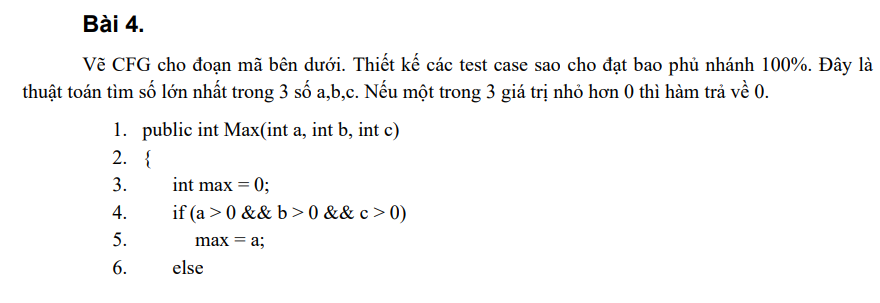 Bài 4.
Vẽ CFG cho đoạn mã bên dưới. Thiết kế các test case sao cho đạt bao phủ nhánh 100%. Đây là
thuật toán tìm số lớn nhất trong 3 số a,b,c. Nếu một trong 3 giá trị nhỏ hơn 0 thì hàm trả về 0.
1. public int Max(int a, int b, int c)
2. {
3. int max = 0;
4. if (a > 0 && b > 0 && c > 0)
5. max = a;
6. else